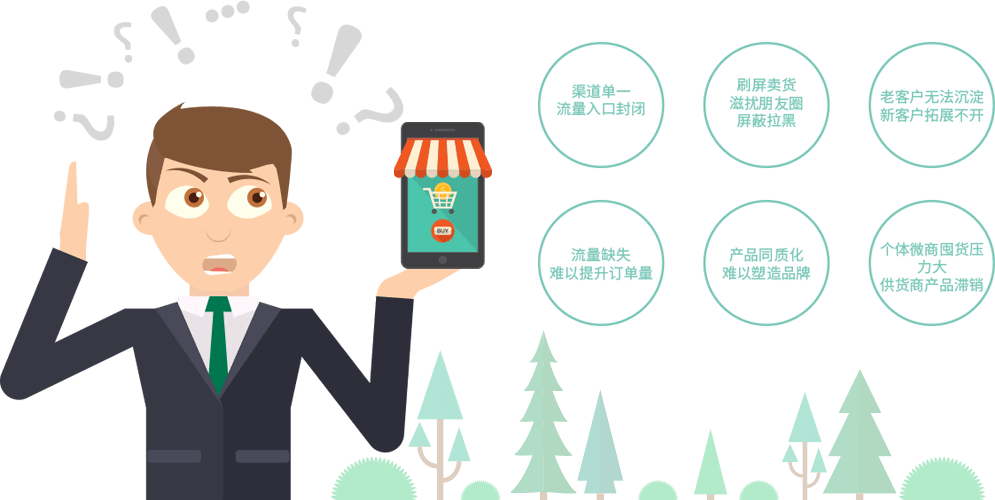 渠道单一
流量入口封闭
刷屏卖货
滋扰朋友圈
屏蔽拉黑
老客户无法沉淀
新客户拓展不开
流量缺失
难以提升订单量
产品同质化
难以塑造品牌
个体微商囤货压
力大
供货商产品滞销
BUY